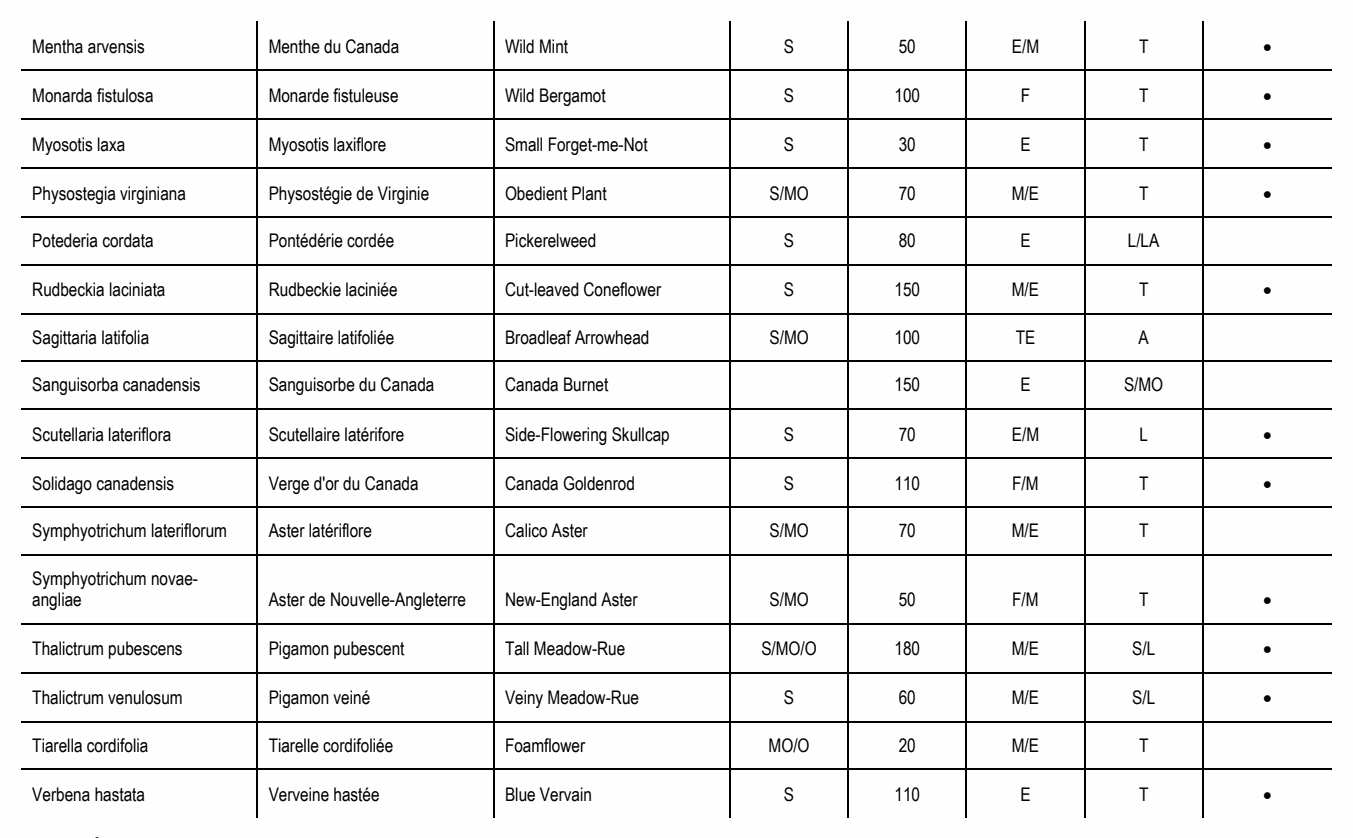 Mentha arvensis Menthe du Canada Wild Mint S 50 E/M T •
Monarda fistulosa Monarde fistuleuse Wild Bergamot S 100 F T •
Myosotis laxa Myosotis laxiflore Small Forget-me-Not S 30 E T •
Physostegia virginiana Physostégie de Virginie Obedient Plant S/MO 70 M/E T •
Potederia cordata Pontédérie cordée Pickerelweed S 80 E L/LA
Rudbeckia laciniata Rudbeckie laciniée Cut-leaved Coneflower S 150 M/E T •
Sagittaria latifolia Sagittaire latifoliée Broadleaf Arrowhead S/MO 100 TE A
Sanguisorba canadensis Sanguisorbe du Canada Canada Burnet 150 E S/MO
Scutellaria lateriflora Scutellaire latérifore Side-Flowering Skullcap S 70 E/M L •
Solidago canadensis Verge d'or du Canada Canada Goldenrod S 110 F/M T •
Symphyotrichum lateriflorum Aster latériflore Calico Aster S/MO 70 M/E T
Symphyotrichum novae-
angliae Aster de Nouvelle-Angleterre New-England Aster S/MO 50 F/M T •
Thalictrum pubescens Pigamon pubescent Tall Meadow-Rue S/MO/O 180 M/E S/L •
Thalictrum venulosum Pigamon veiné Veiny Meadow-Rue S 60 M/E S/L •
Tiarella cordifolia Tiarelle cordifoliée Foamflower MO/O 20 M/E T
Verbena hastata Verveine hastée Blue Vervain S 110 E T •